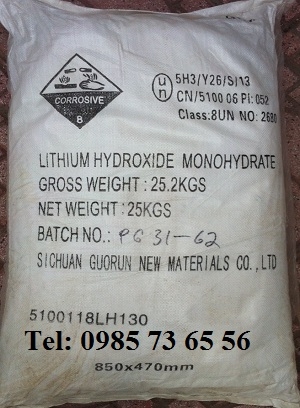 CORROSIVE
8
un
5H3/Y26/S/13
CN/5100 06 PI: 052
Class:8UN NO: 2680
LITHIUM HYDROXIDE MONOHYDRATE
GROSS WEIGHT : 25.2KGS
NET WEIGHT: 25KGS
BATCH NO.: PG 31-62
SICHUAN GUORUN NEW MATERIALS CO., LTD
5100118LH130
Tel: 0985 73 65 56
850x470mm